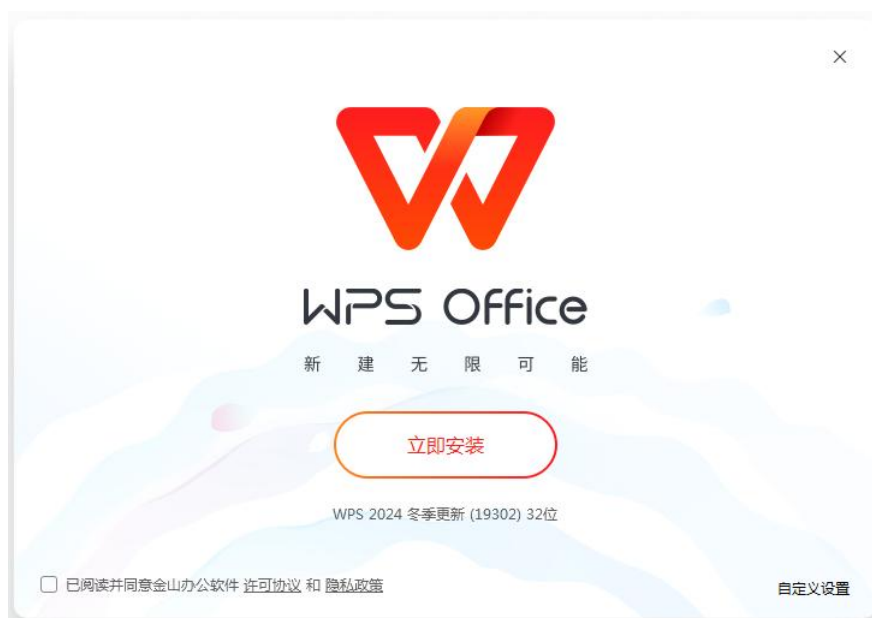 WPS Office
新建无限可能
立即安装
WPS 2024 冬季更新 (19302) 32位
已阅读并同意金山办公软件 许可协议 和 隐私政策
自定义设置